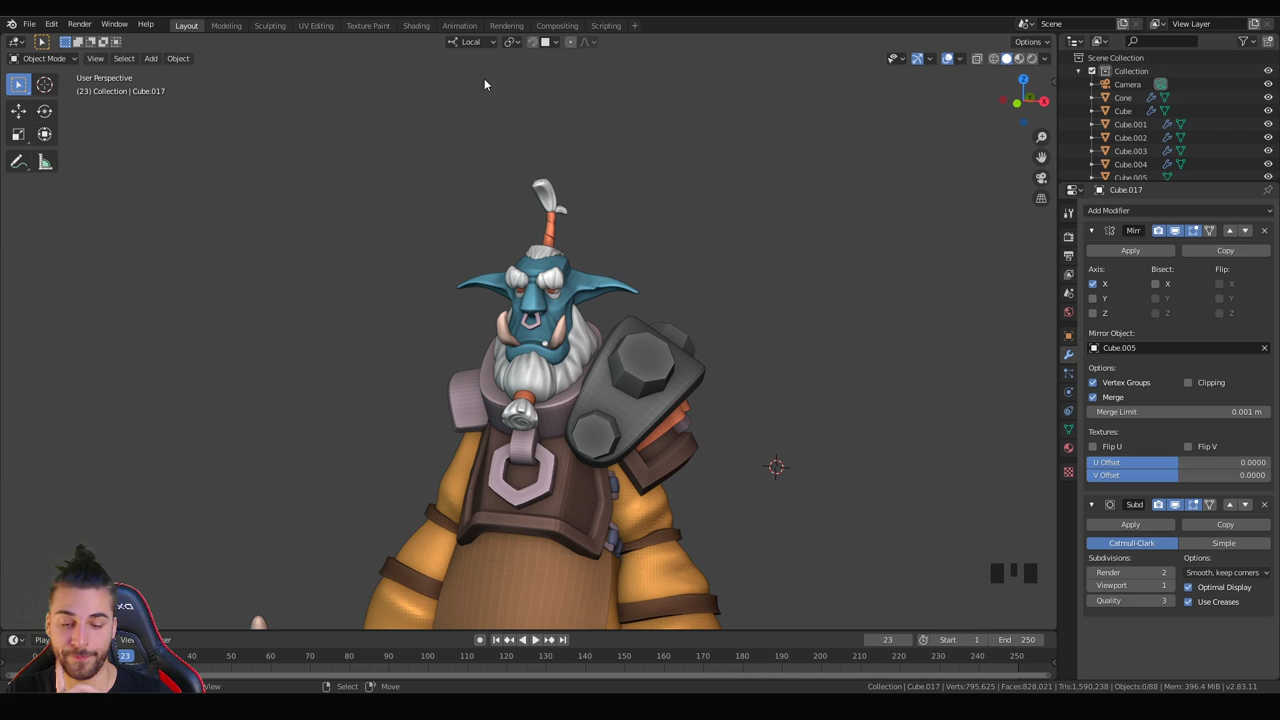 File Edit Render Window Help Layout Modeling Sculpting UV Editing Texture Paint Shading Animation Rendering Compositing Scripting + Scene View Layer
Local Options
Object Mode View Select Add Object
User Perspective
(23) Collection | Cube.017
Z
X
Scene Collection
Collection
Camera
Cone
Cube
Cube.001
Cube.002
Cube.003
Cube.004
Cube.005
Cube.017
Add Modifier
Mirr
Apply Copy
Axis: Bisect: Flip:
X X X
Y Y Y
Z Z Z
Mirror Object:
Cube.005
Options:
Vertex Groups Clipping
Merge
Merge Limit 0.001 m
Textures:
Flip U Flip V
U Offset 0.0000
V Offset 0.0000
Subd
Apply Copy
Catmull-Clark Simple
Subdivisions: Options:
Render 2 Smooth, keep corners
Viewport 1 Optimal Display
Quality 3 Use Creases
23 Start 1 End 250
23 50 60 70 80 90 100 110 120 130 140 150 160 170 180 190 200 210 220 230 240 250
View Select Move Collection | Cube.017 | Verts:795,625 | Faces:828,021 | Tris:1,590,238 | Objects:0/88 | Mem: 396.4 MiB | v2.83.11